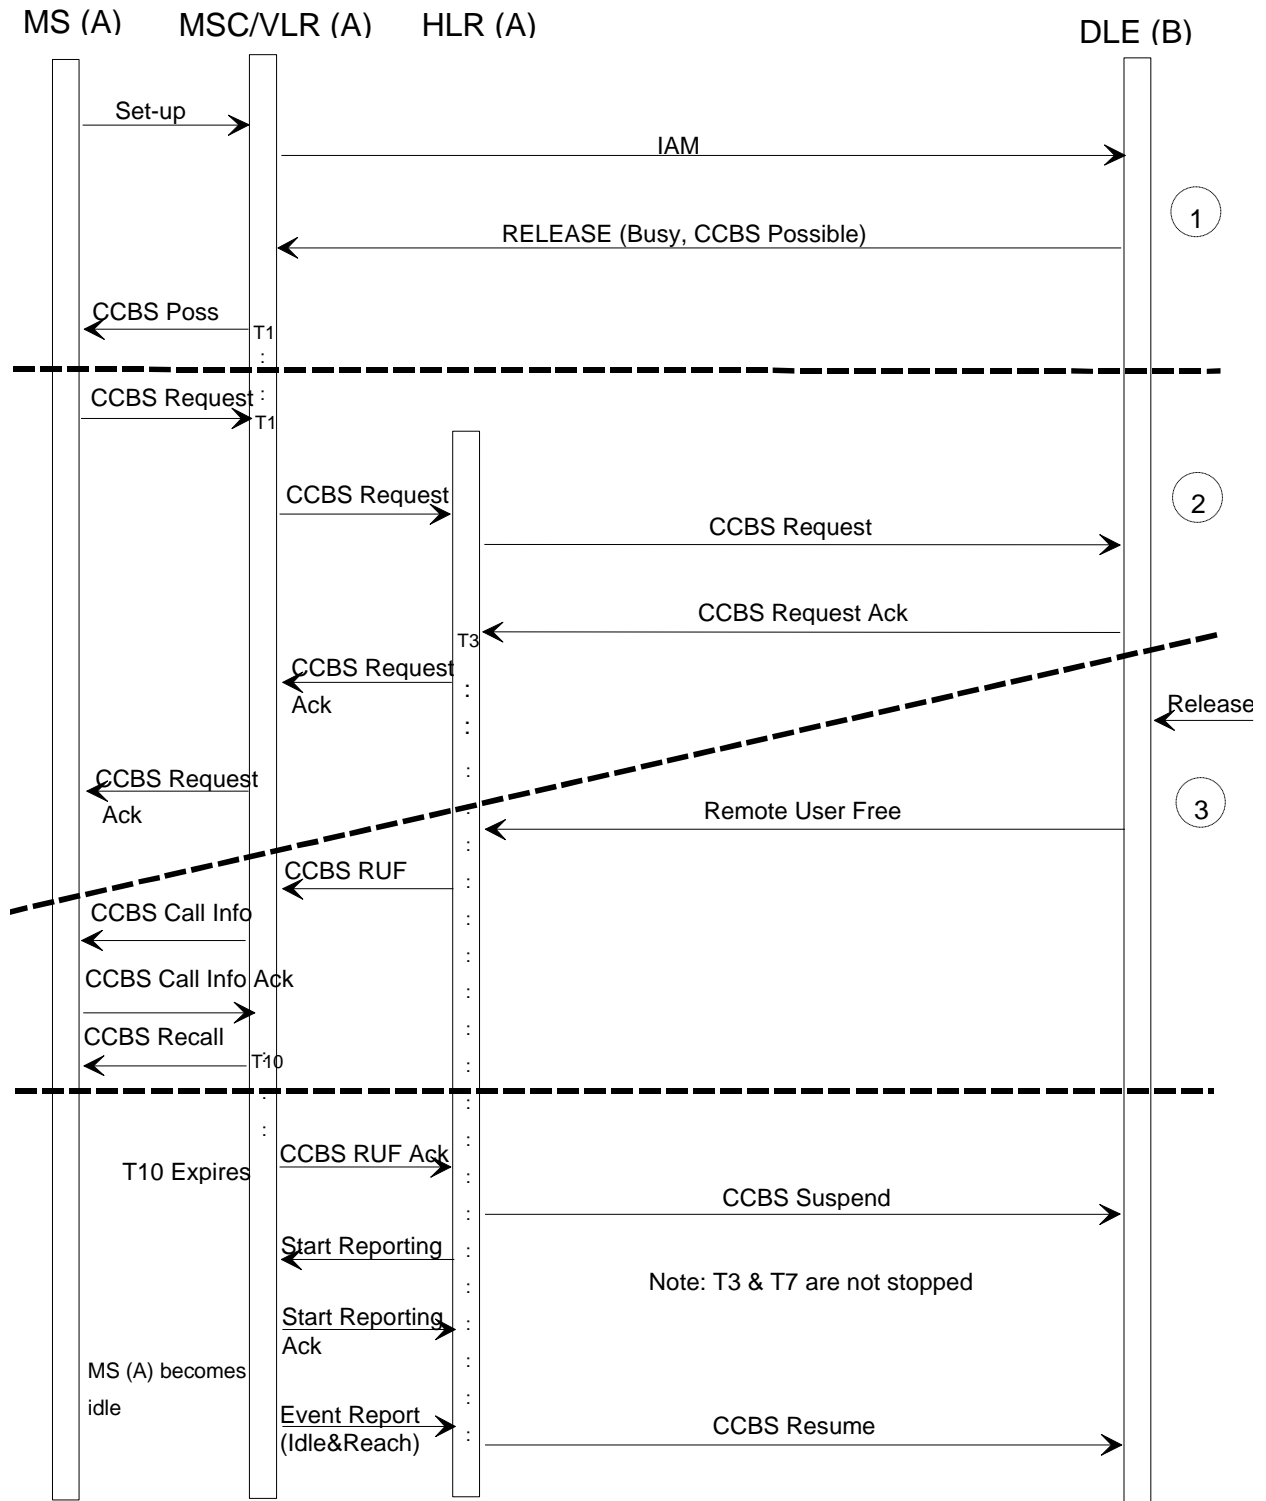 MS (A) MSC/VLR (A) HLR (A) DLE (B)
Set-up
IAM
1
RELEASE (Busy, CCBS Possible)
CCBS Poss
T1
CCBS Request
T1
2
CCBS Request
CCBS Request
CCBS Request Ack
T3
CCBS Request
Ack
Release
CCBS Request
Ack
3
Remote User Free
CCBS RUF
CCBS Call Info
CCBS Call Info Ack
CCBS Recall
T10
CCBS RUF Ack
T10 Expires
CCBS Suspend
Start Reporting
Note: T3 & T7 are not stopped
Start Reporting
Ack
MS (A) becomes
idle
Event Report
(Idle&Reach)
CCBS Resume